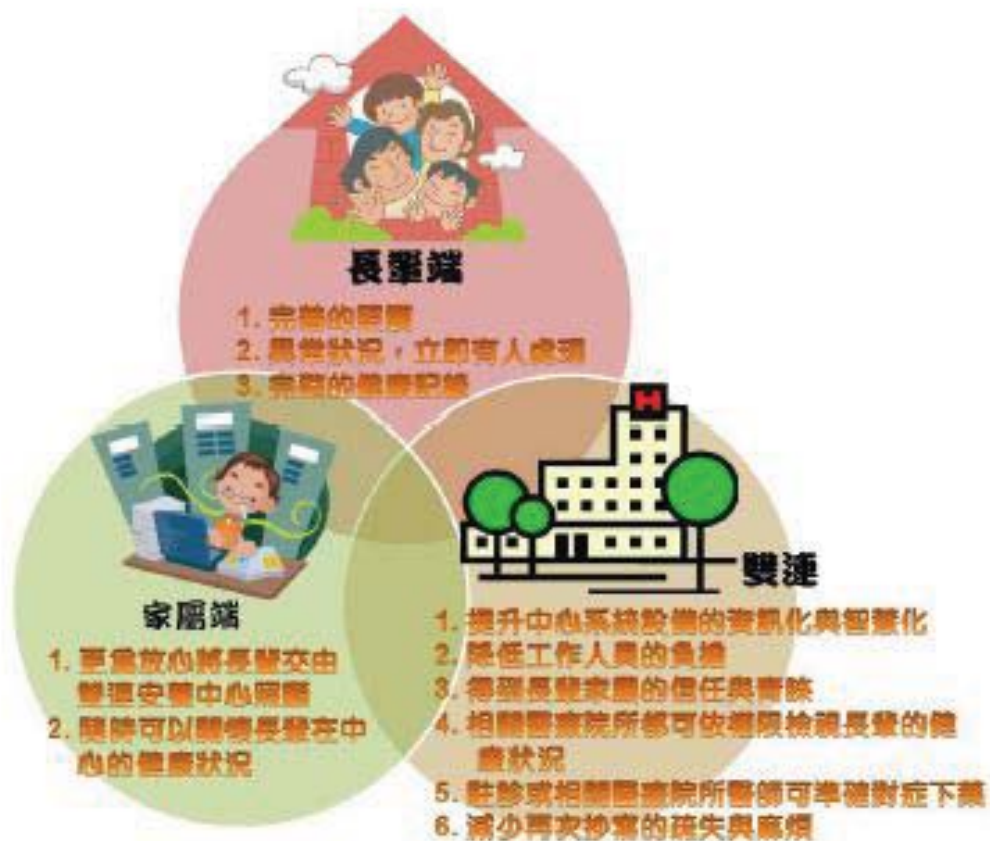 長輩端
1. 完善的照顧
2. 異常狀況，立即有人處理
3. 完整的健康記錄
H
家屬端
1. 更為放心將長輩交由
雙連安養中心照顧
2. 隨時可以關懷長輩在中
心的健康狀況
雙連
1. 提升中心系統設備的資訊化與智慧化
2. 降低工作人員的負擔
3. 得到長輩家屬的信任與青睞
4. 相關醫療院所都可依權限檢視長輩的健
康狀況
5. 駐診或相關醫療院所醫師可準確對症下藥
6. 減少再次抄寫的疏失與麻煩